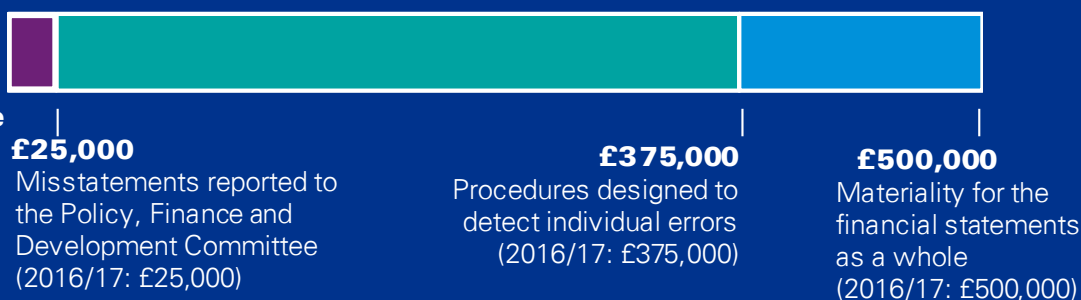 e
£25,000
Misstatements reported to
the Policy, Finance and
Development Committee
(2016/17: £25,000)
£375,000
Procedures designed to
detect individual errors
(2016/17: £375,000)
£500,000
Materiality for the
financial statements
as a whole
(2016/17: £500,000)